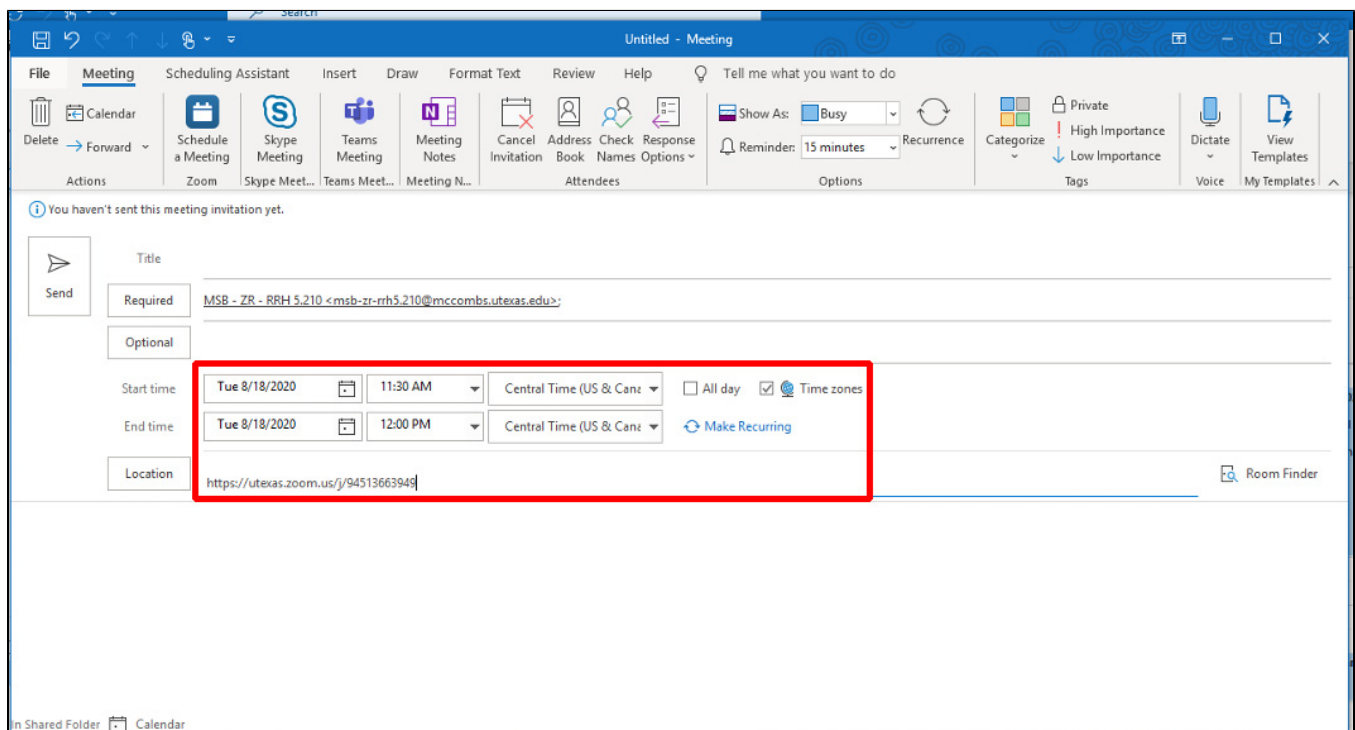 Search
Untitled - Meeting
File Meeting Scheduling Assistant Insert Draw Format Text Review Help Tell me what you want to do
Delete
Calendar
Forward
Actions
Schedule a Meeting
Zoom
Skype Meeting
Skype Meet...
Teams Meeting
Teams Meet...
Meeting Notes
Meeting N...
Cancel Invitation
Address Book
Check Names
Response Options
Attendees
Show As: Busy
Reminder: 15 minutes
Recurrence
Options
Categorize
Private
High Importance
Low Importance
Tags
Dictate
Voice
View Templates
My Templates
You haven't sent this meeting invitation yet.
Send
Title
Required MSB - ZR - RRH 5.210 <msb-zr-rrh5.210@mccombs.utexas.edu>;
Optional
Start time Tue 8/18/2020 11:30 AM Central Time (US & Cana All day Time zones
End time Tue 8/18/2020 12:00 PM Central Time (US & Cana Make Recurring
Location https://utexas.zoom.us/j/94513663949 Room Finder
In Shared Folder Calendar